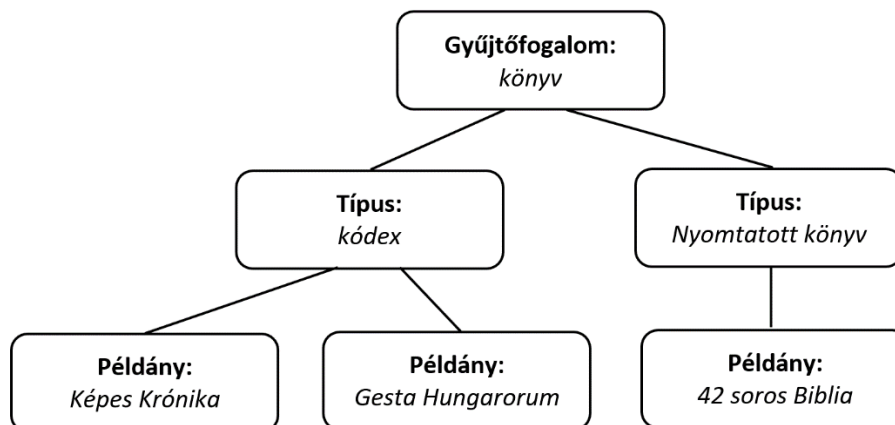 Gyűjtőfogalom:
könyv
Típus:
kódex
Típus:
Nyomtatott könyv
Példány:
Képes Krónika
Példány:
Gesta Hungarorum
Példány:
42 soros Biblia